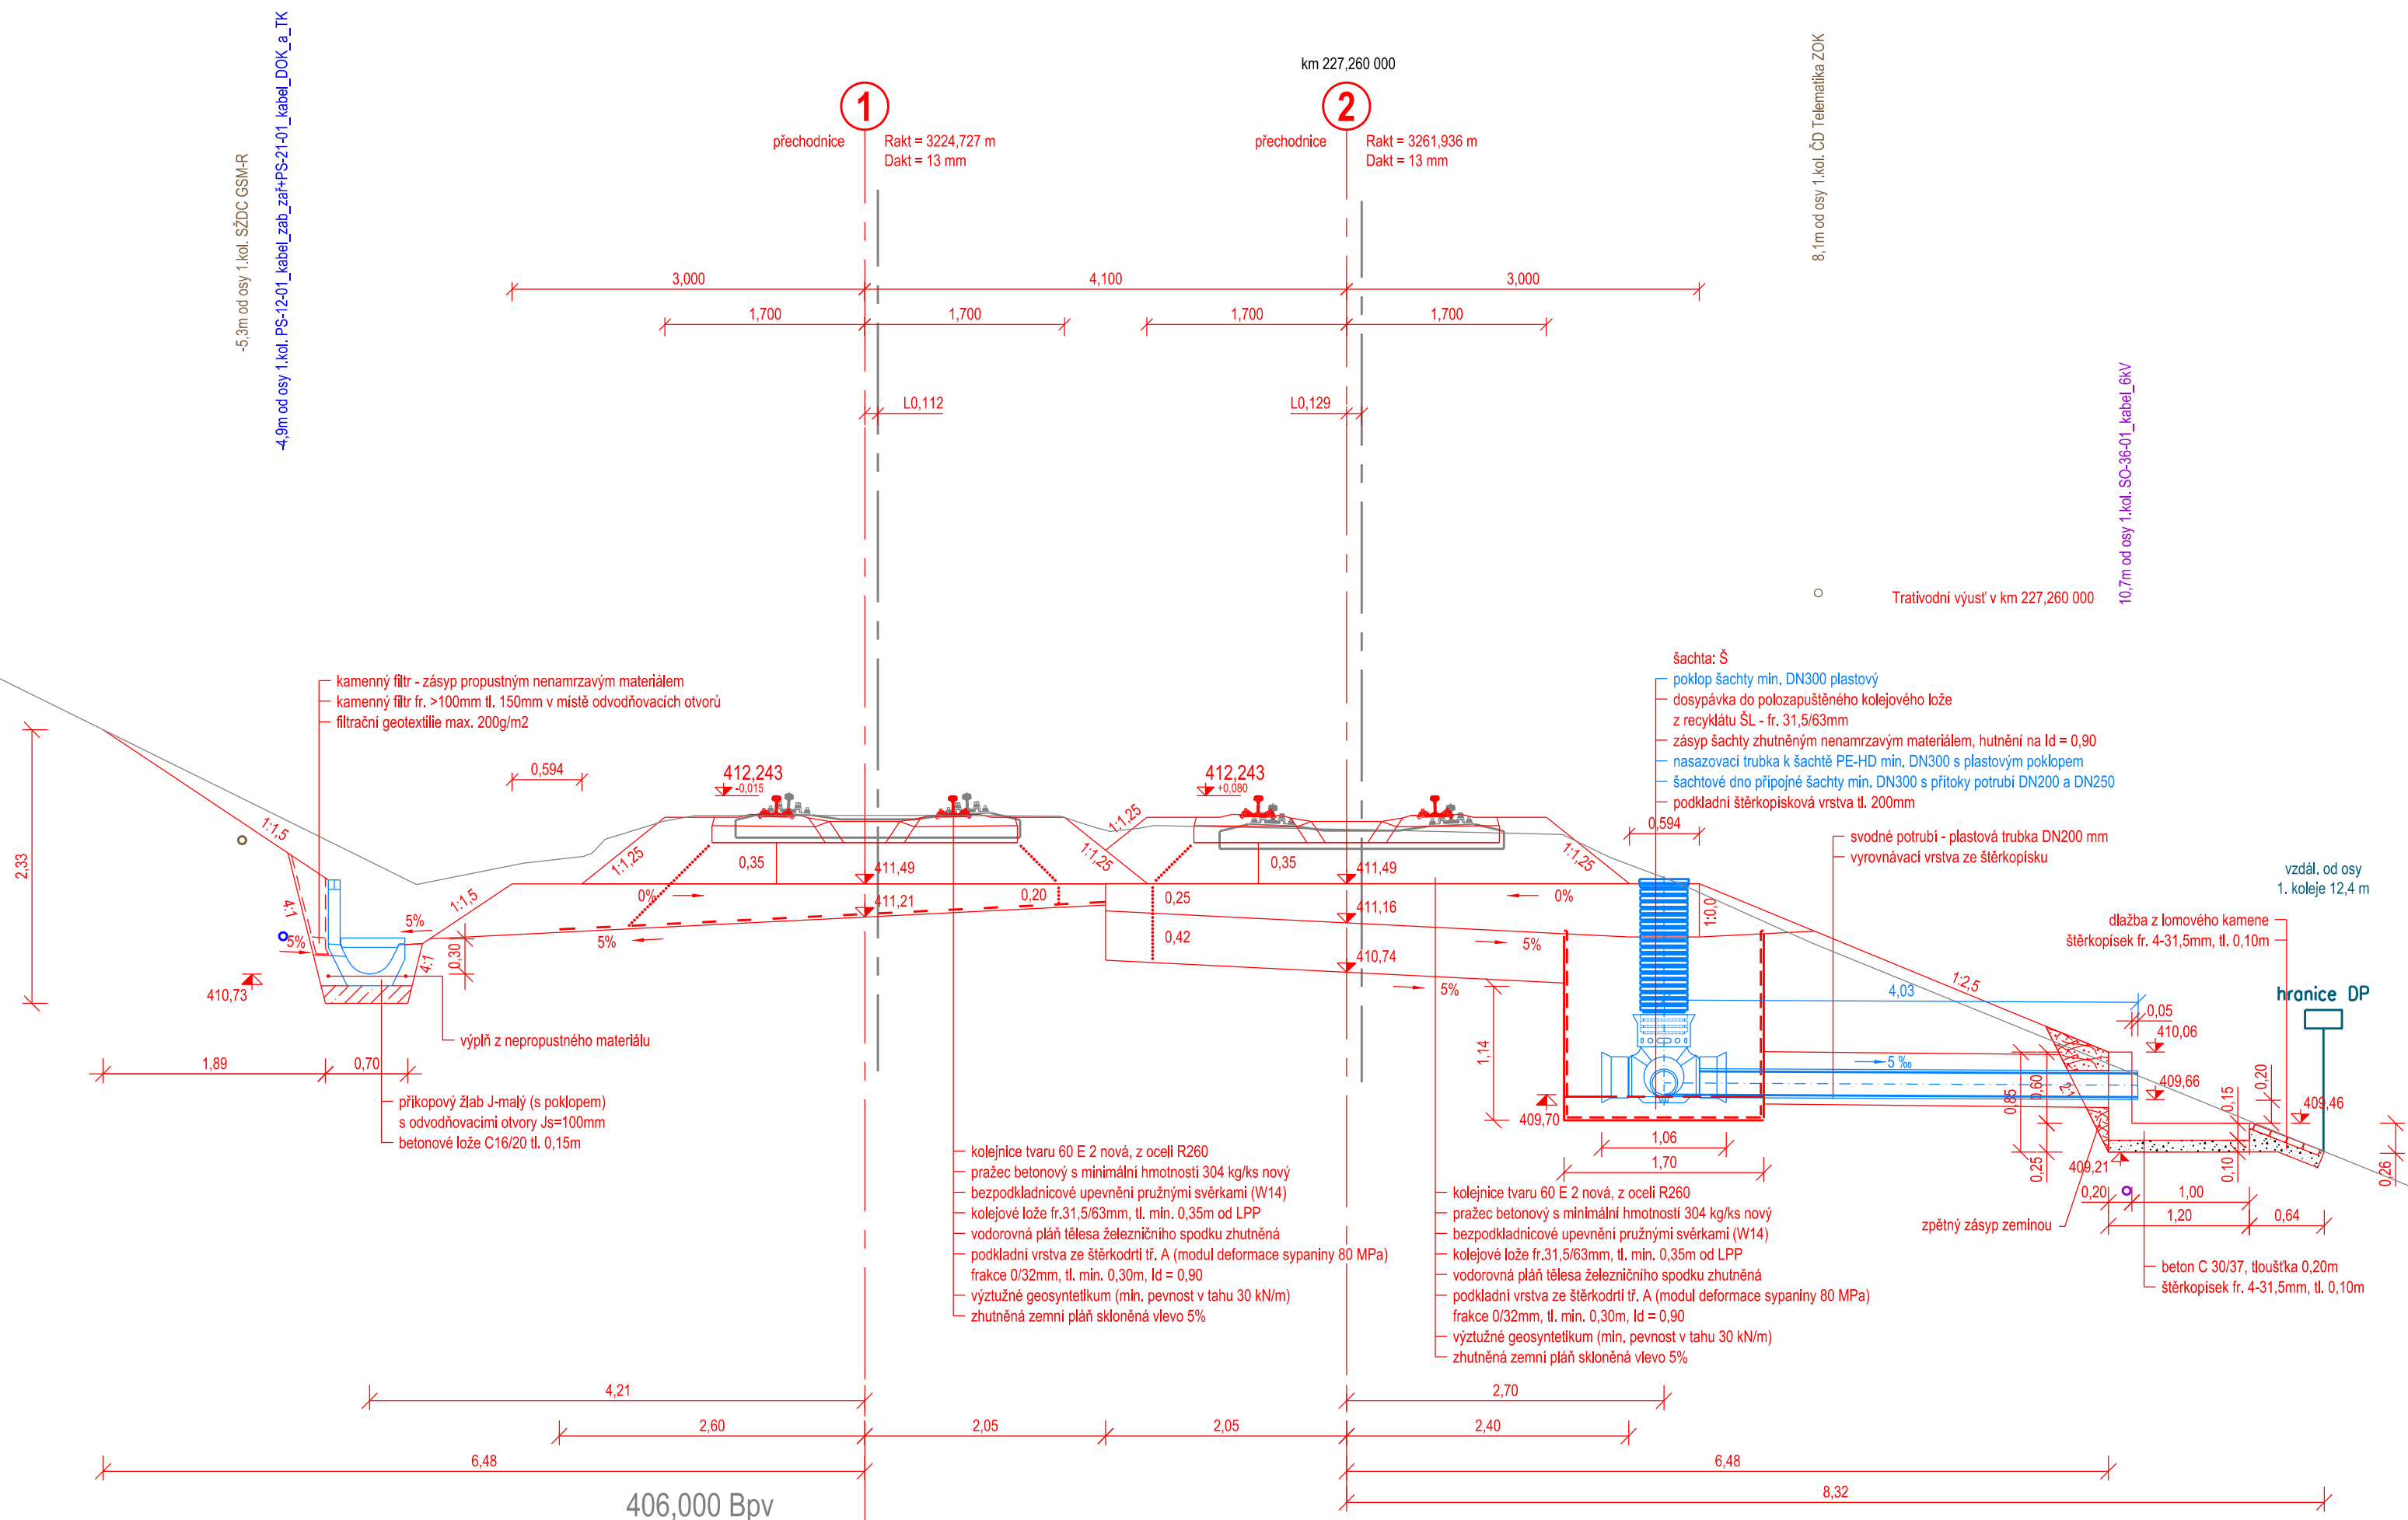 km 227,260 000
1
2
přechodnice
Rakt = 3224,727 m
Dakt = 13 mm
přechodnice
Rakt = 3261,936 m
Dakt = 13 mm
-5,3m od osy 1.kol. SŽDC GSM-R
-4,9m od osy 1.kol. PS-12-01_kabel_zab_zař+PS-21-01_kabel_DOK_a_TK
8,1m od osy 1.kol. ČD Telematika ZOK
10,7m od osy 1.kol. SO-36-01_kabel_6kV
3,000
4,100
3,000
1,700
1,700
1,700
1,700
L0,112
L0,129
Trativodní výusť v km 227,260 000
kamenný filtr - zásyp propustným nenamrzavým materiálem
kamenný filtr fr. >100mm tl. 150mm v místě odvodňovacích otvorů
filtrační geotextilie max. 200g/m2
šachta: Š
poklop šachty min. DN300 plastový
dosypávka do polozapuštěného kolejového lože
z recyklátu ŠL - fr. 31,5/63mm
zásyp šachty zhutněným nenamrzavým materiálem, hutnění na Id = 0,90
nasazovací trubka k šachtě PE-HD min. DN300 s plastovým poklopem
šachtové dno přípojné šachty min. DN300 s přítoky potrubí DN200 a DN250
podkladní štěrkopísková vrstva tl. 200mm
svodné potrubí - plastová trubka DN200 mm
vyrovnávací vrstva ze štěrkopísku
vzdál. od osy
1. koleje 12,4 m
dlažba z lomového kamene
štěrkopísek fr. 4-31,5mm, tl. 0,10m
hranice DP
2,33
1:1,5
0,594
412,243
-0,015
412,243
+0,080
1:1,25
0,594
1:1,25
0,35
1:1,25
0,35
1:1,25
411,49
411,49
4:1
5%
5%
1:1,5
0%
0,20
0,25
0%
1:0,0
411,21
411,16
5%
0,42
5%
0,30
4:1
410,74
5%
410,73
1:2,5
4,03
0,05
410,06
výplň z nepropustného materiálu
1,14
5 ‰
1,89
0,70
409,70
0,85
0,60
2:1
409,66
0,15
0,20
409,46
příkopový žlab J-malý (s poklopem)
s odvodňovacími otvory Js=100mm
betonové lože C16/20 tl. 0,15m
1,06
1,70
0,25
409,21
0,10
0,26
0,20
1,00
1,20
0,64
zpětný zásyp zeminou
beton C 30/37, tloušťka 0,20m
štěrkopísek fr. 4-31,5mm, tl. 0,10m
kolejnice tvaru 60 E 2 nová, z oceli R260
pražec betonový s minimální hmotností 304 kg/ks nový
bezpodkladnicové upevnění pružnými svěrkami (W14)
kolejové lože fr.31,5/63mm, tl. min. 0,35m od LPP
vodorovná pláň tělesa železničního spodku zhutněná
podkladní vrstva ze štěrkodrti tř. A (modul deformace sypaniny 80 MPa)
frakce 0/32mm, tl. min. 0,30m, Id = 0,90
výztužné geosyntetikum (min. pevnost v tahu 30 kN/m)
zhutněná zemní pláň skloněná vlevo 5%
kolejnice tvaru 60 E 2 nová, z oceli R260
pražec betonový s minimální hmotností 304 kg/ks nový
bezpodkladnicové upevnění pružnými svěrkami (W14)
kolejové lože fr.31,5/63mm, tl. min. 0,35m od LPP
vodorovná pláň tělesa železničního spodku zhutněná
podkladní vrstva ze štěrkodrti tř. A (modul deformace sypaniny 80 MPa)
frakce 0/32mm, tl. min. 0,30m, Id = 0,90
výztužné geosyntetikum (min. pevnost v tahu 30 kN/m)
zhutněná zemní pláň skloněná vlevo 5%
4,21
2,70
2,60
2,05
2,05
2,40
6,48
6,48
8,32
406,000 Bpv